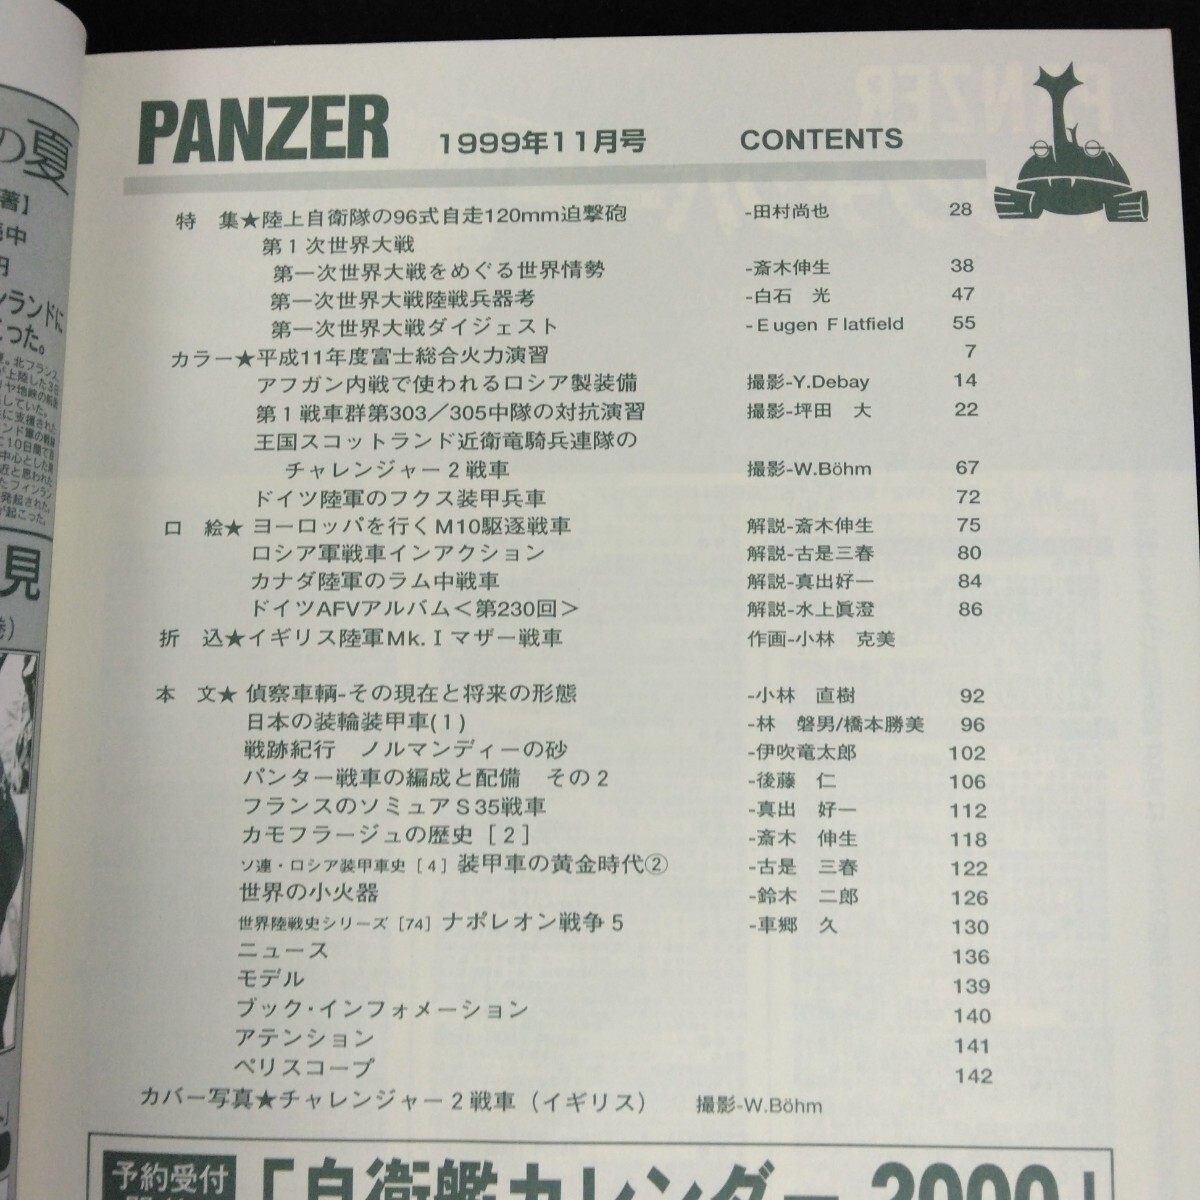 PANZER 1999年11月号 CONTENTS
特 集★陸上自衛隊の96式自走120mm迫撃砲 -田村尚也 28
第1次世界大戦
第一次世界大戦をめぐる世界情勢 -斎木伸生 38
第一次世界大戦陸戦兵器考 -白石 光 47
第一次世界大戦ダイジェスト -Eugen Flatfield 55
カラー★平成11年度富士総合火力演習 7
アフガン内戦で使われるロシア製装備 撮影-Y.Debay 14
第1戦車群第303/305中隊の対抗演習 撮影-坪田 大 22
王国スコットランド近衛竜騎兵連隊の
チャレンジャー2戦車 撮影-W.Böhm 67
ドイツ陸軍のフクス装甲兵車 72
口 絵★ ヨーロッパを行くM10駆逐戦車 解説-斎木伸生 75
ロシア軍戦車インアクション 解説-古是三春 80
カナダ陸軍のラム中戦車 解説-真出好一 84
ドイツAFVアルバム<第230回> 解説-水上眞澄 86
折 込★イギリス陸軍Mk.Iマザー戦車 作画-小林 克美
本 文★ 偵察車輌-その現在と将来の形態 -小林 直樹 92
日本の装輪装甲車(1) -林 磐男/橋本勝美 96
戦跡紀行 ノルマンディーの砂 -伊吹竜太郎 102
パンター戦車の編成と配備 その2 -後藤 仁 106
フランスのソミュアS35戦車 -真出 好一 112
カモフラージュの歴史[2] -斎木 伸生 118
ソ連・ロシア装甲車史[4] 装甲車の黄金時代② -古是 三春 122
世界の小火器 -鈴木 二郎 126
世界陸戦史シリーズ[74] ナポレオン戦争5 -車郷 久 130
ニュース 136
モデル 139
ブック・インフォメーション 140
アテンション 141
ペリスコープ 142
カバー写真★チャレンジャー2戦車(イギリス) 撮影-W.Böhm
予約受付
「自衛艦カレンダー2000」
の夏
著】
円
ンランドに
見